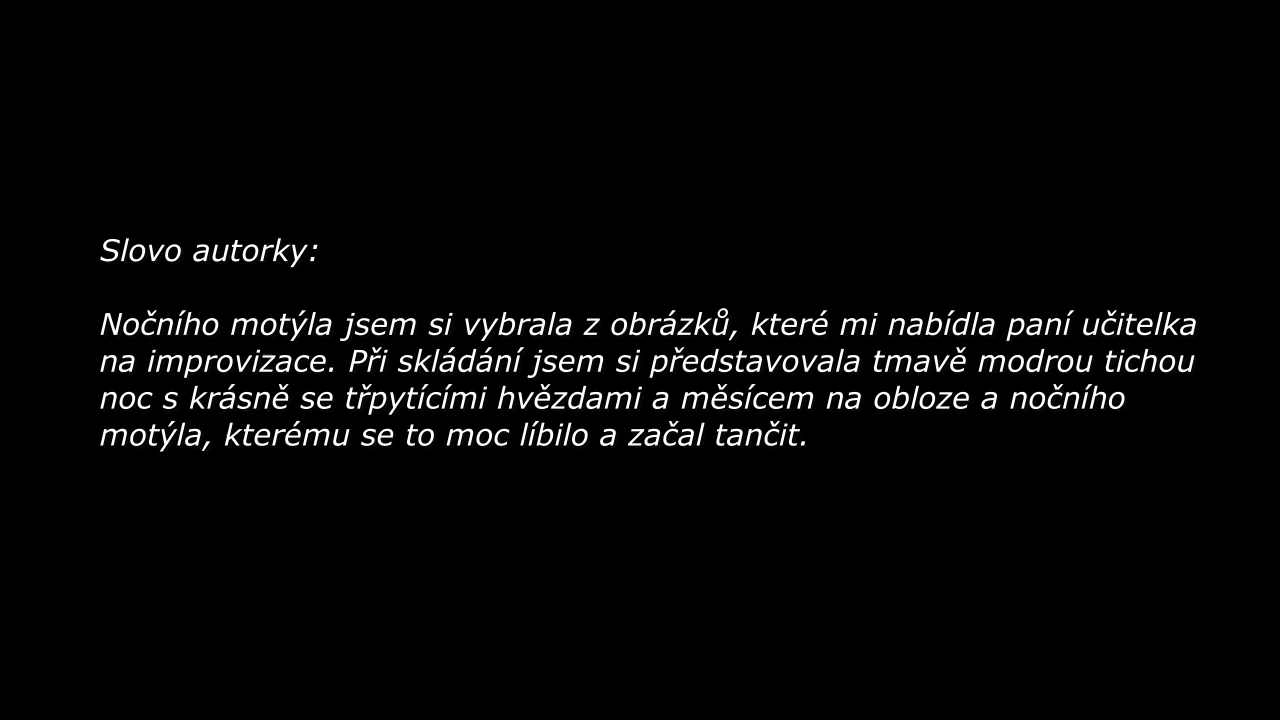 Slovo autorky:
Nočního motýla jsem si vybrala z obrázků, které mi nabídla paní učitelka
na improvizace. Při skládání jsem si představovala tmavě modrou tichou
noc s krásně se třpytícími hvězdami a měsícem na obloze a nočního
motýla, kterému se to moc líbilo a začal tančit.